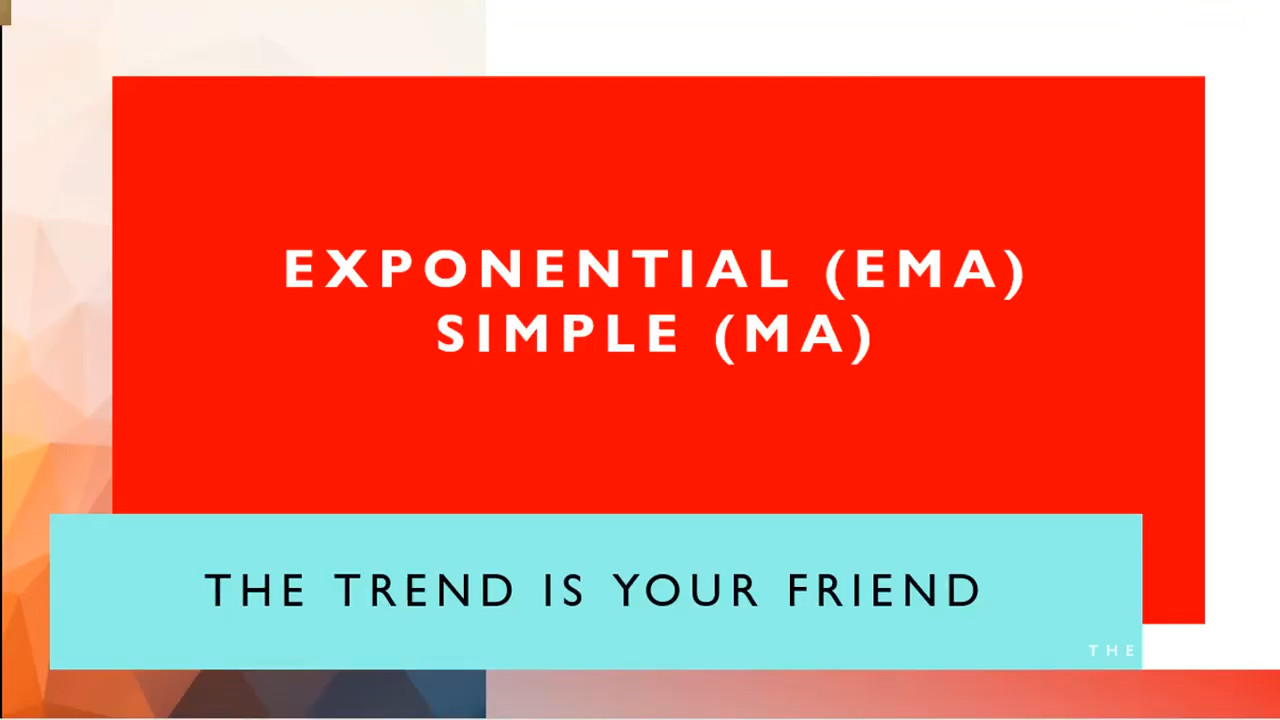 EXPONENTIAL (EMA)
SIMPLE (MA)
THE TREND IS YOUR FRIEND
THE